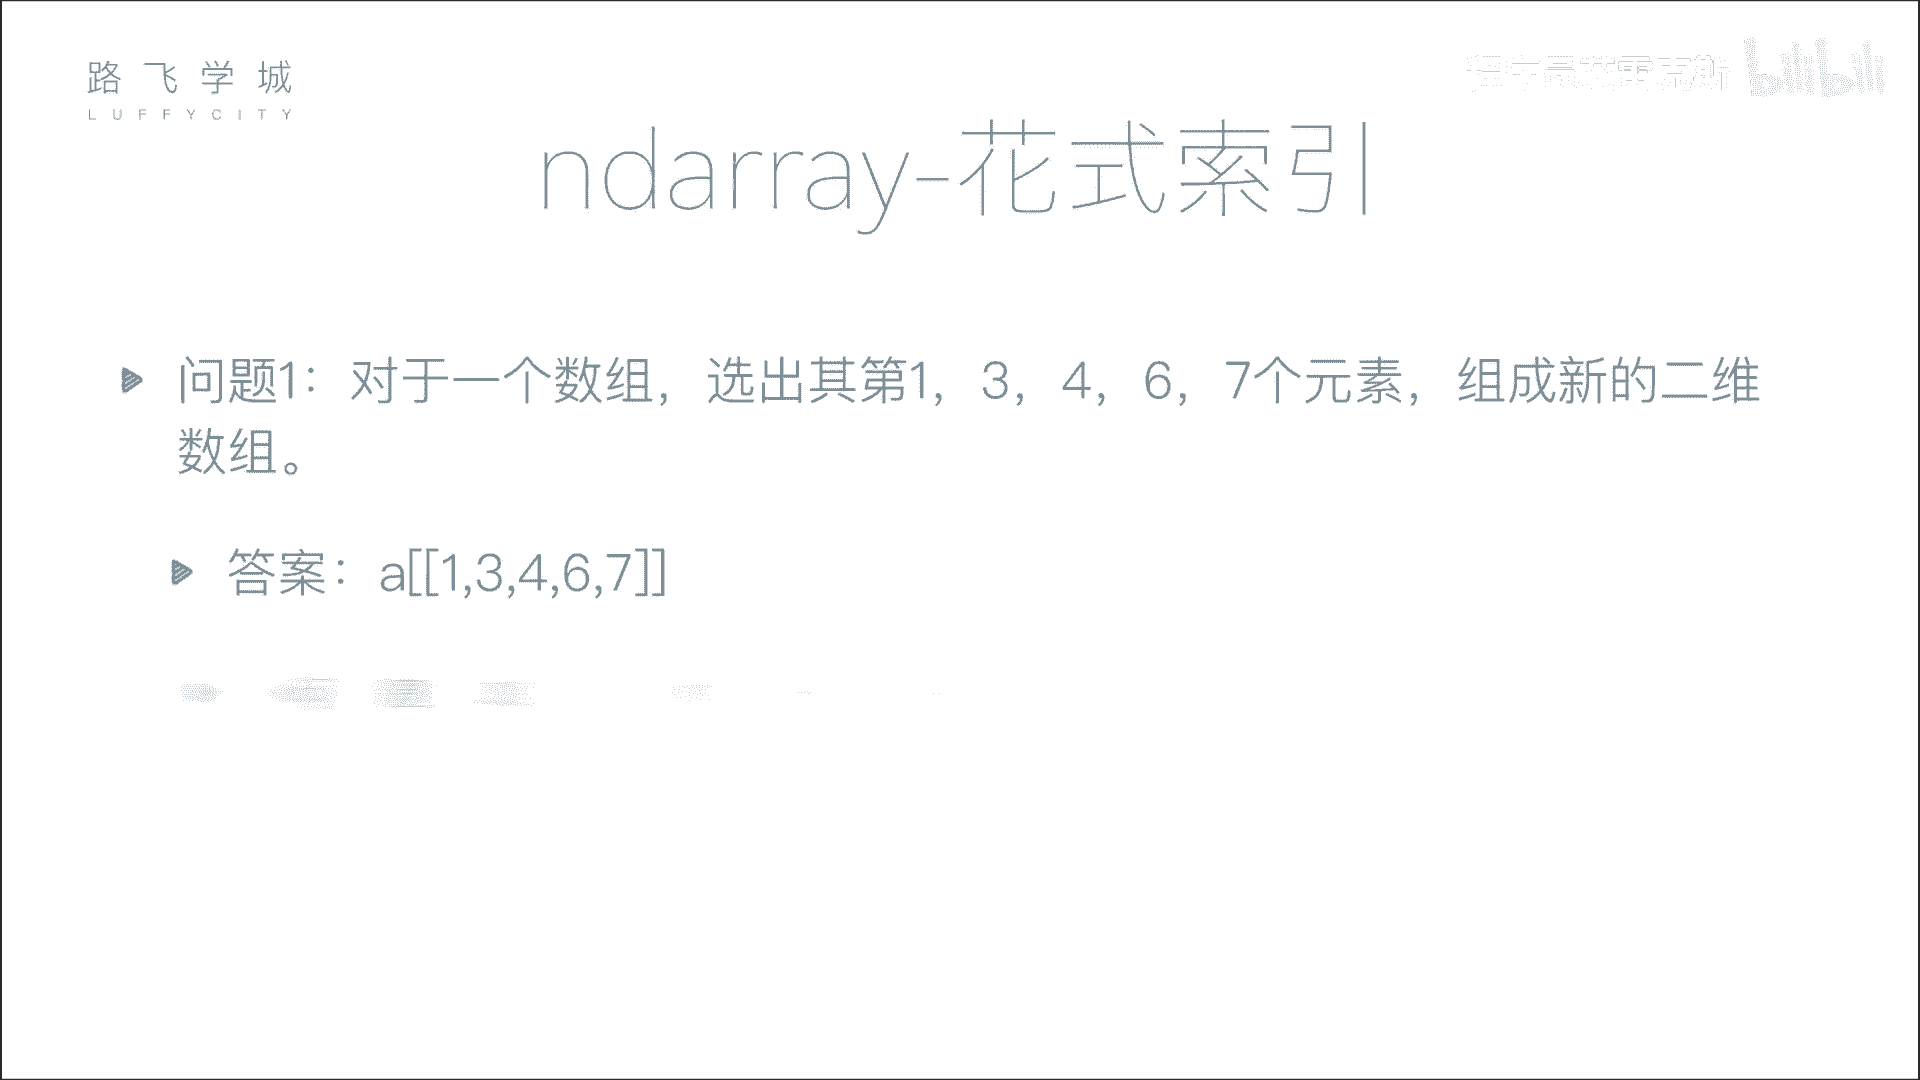 路飞学城
LUFFYCITY
ndarray-花式索引
问题1：对于一个数组，选出其第1，3，4，6，7个元素，组成新的二维
数组。
答案：a[[1,3,4,6,7]]
bilibili